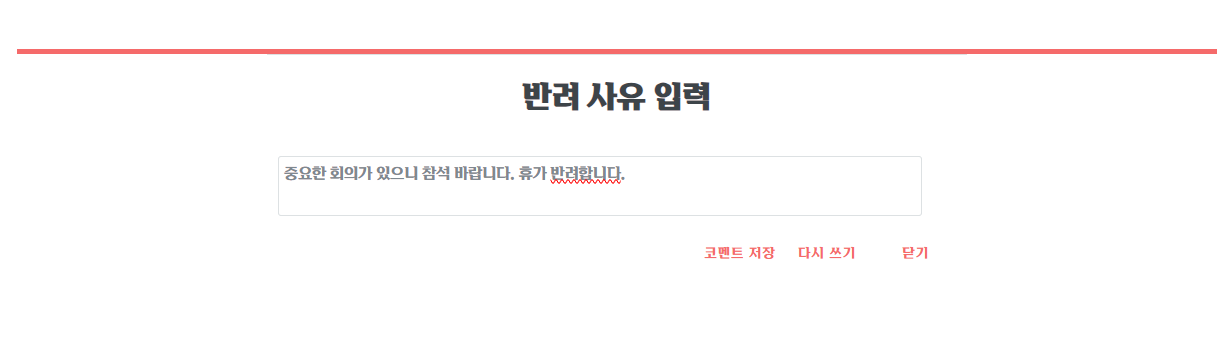 반려 사유 입력
중요한 회의가 있으니 참석 바랍니다. 휴가 반려합니다.
코멘트 저장 다시 쓰기 닫기